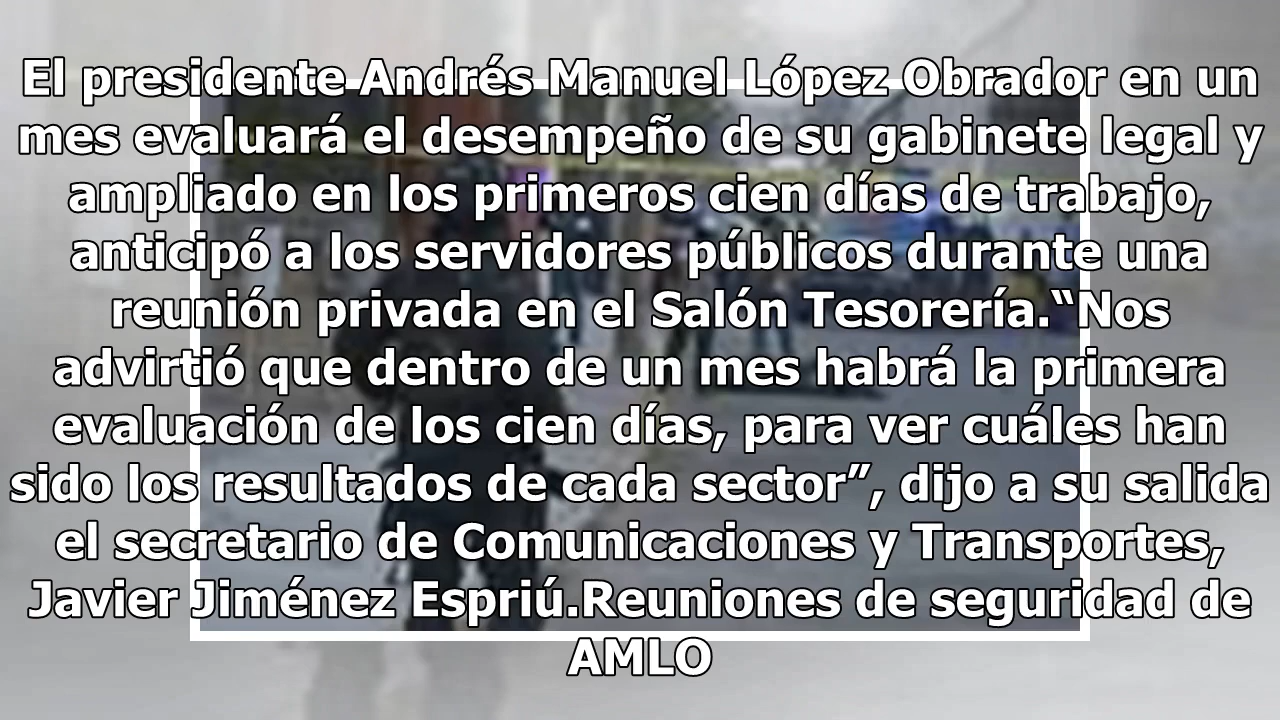 El presidente Andrés Manuel López Obrador en un
mes evaluará el desempeño de su gabinete legal y
ampliado en los primeros cien días de trabajo,
anticipó a los servidores públicos durante una
reunión privada en el Salón Tesorería.“Nos
advirtió que dentro de un mes habrá la primera
evaluación de los cien días, para ver cuáles han
sido los resultados de cada sector”, dijo a su salida
el secretario de Comunicaciones y Transportes,
Javier Jiménez Espriú.Reuniones de seguridad de
AMLO